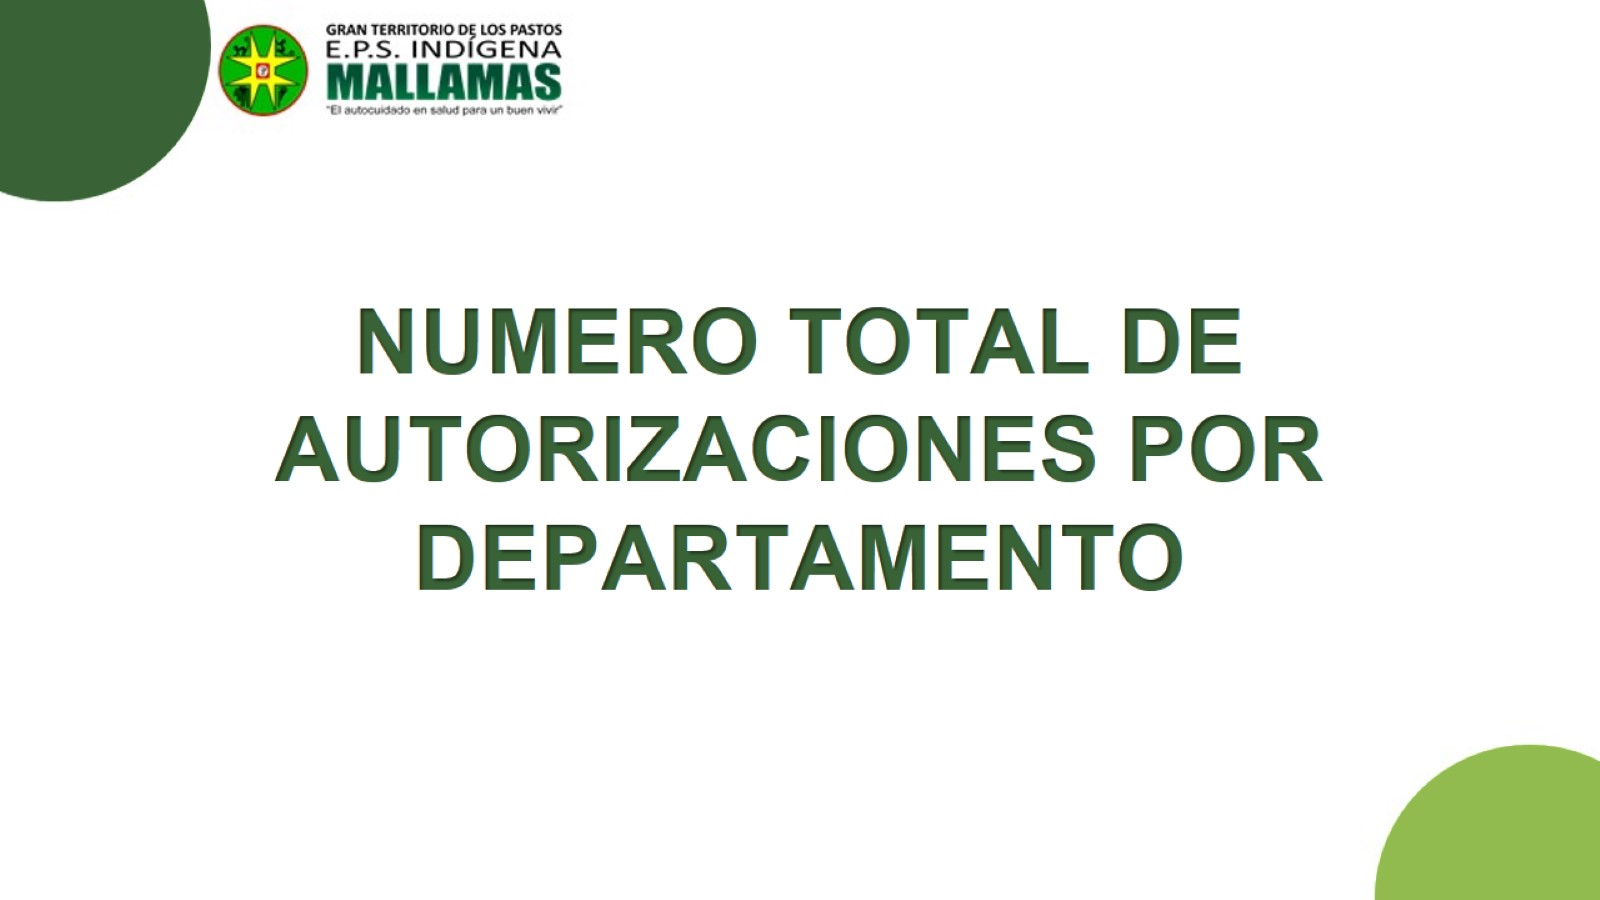 GRAN TERRITORIO DE LOS PASTOS
E.P.S. INDÍGENA
MALLAMAS
"El autocuidado en salud para un buen vivir"
NUMERO TOTAL DE
AUTORIZACIONES POR
DEPARTAMENTO